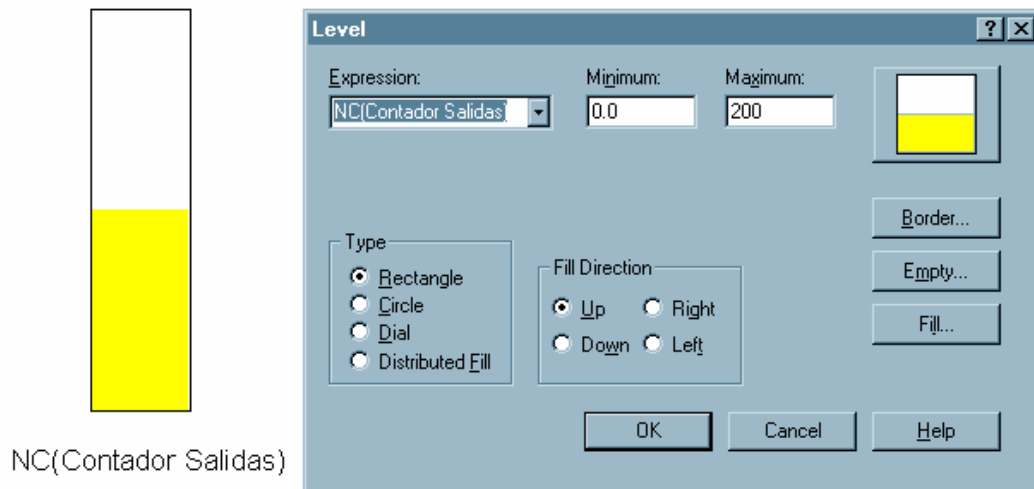 Level
Expression:
Minimum:
Maximum:
NC(Contador Salidas)
0.0
200
Border...
Type
Empty...
Rectangle
Fill Direction
Circle
Up
Right
Fill...
Dial
Down
Left
Distributed Fill
OK
Cancel
Help
NC(Contador Salidas)